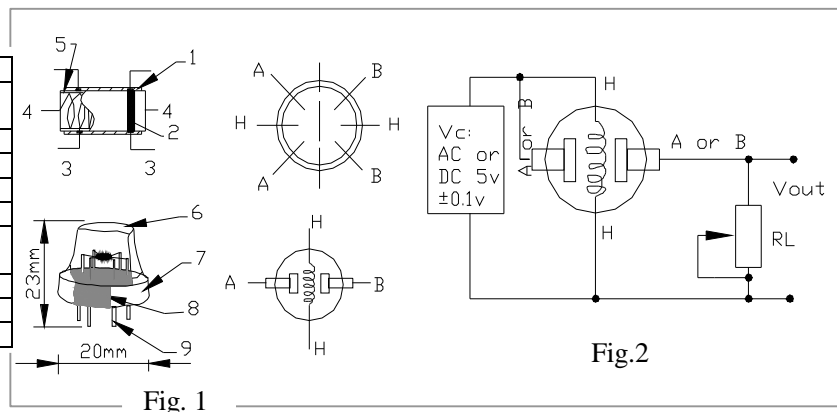 5
1
A
B
4
4
H
H
2
3
3
A
B
6
23mm
7
8
9
20mm
H
A
B
H
Fig. 1
H
Vc:
AC or
DC 5v
±0.1v
A or B
A or B
Vout
RL
H
Fig.2